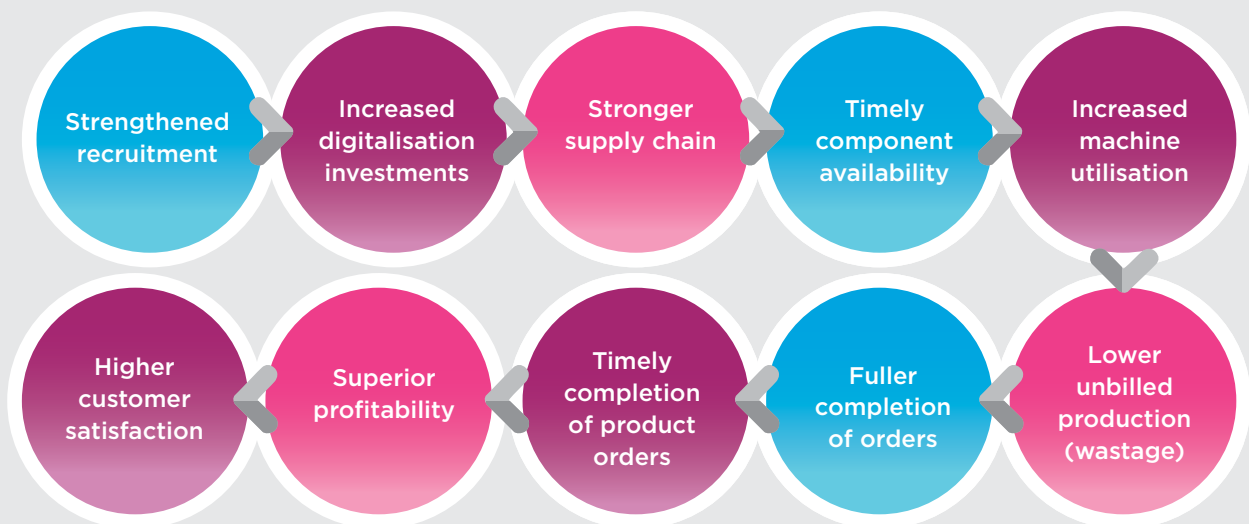 Strengthened
recruitment
Increased
digitalisation
investments
Stronger
supply chain
Timely
component
availability
Increased
machine
utilisation
Lower
unbilled
production
(wastage)
Fuller
completion
of orders
Timely
completion
of product
orders
Superior
profitability
Higher
customer
satisfaction